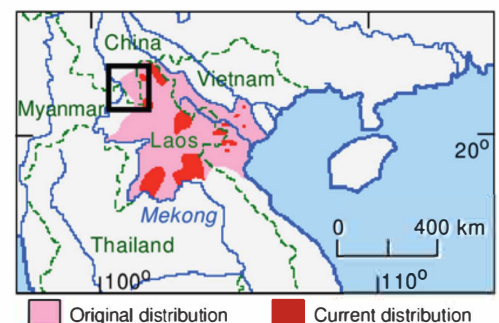 China
Vietnam
Myanmar
Laos
20°
Mekong
0 400 km
Thailand
100° 110°
Original distribution Current distribution